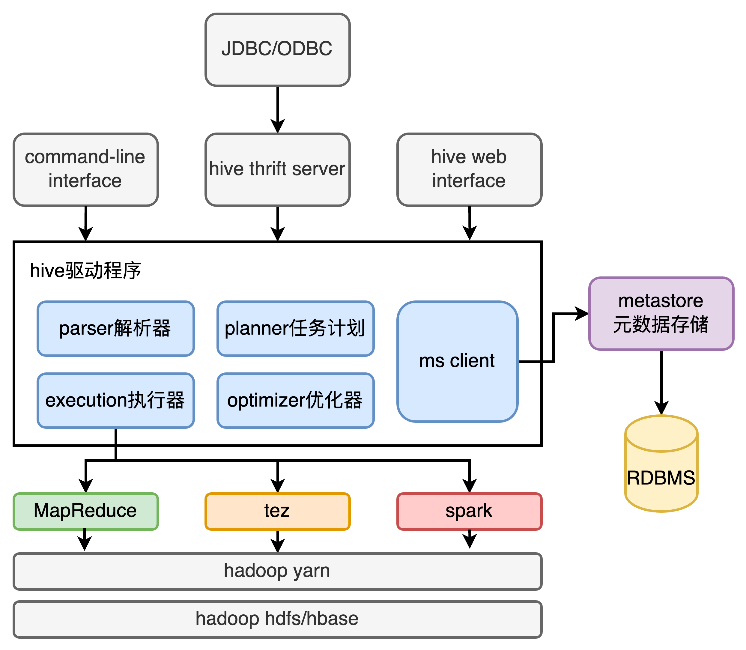 JDBC/ODBC
command-line
interface
hive thrift server
hive web
interface
hive驱动程序
parser解析器
planner任务计划
ms client
execution执行器
optimizer优化器
metastore
元数据存储
RDBMS
MapReduce
tez
spark
hadoop yarn
hadoop hdfs/hbase